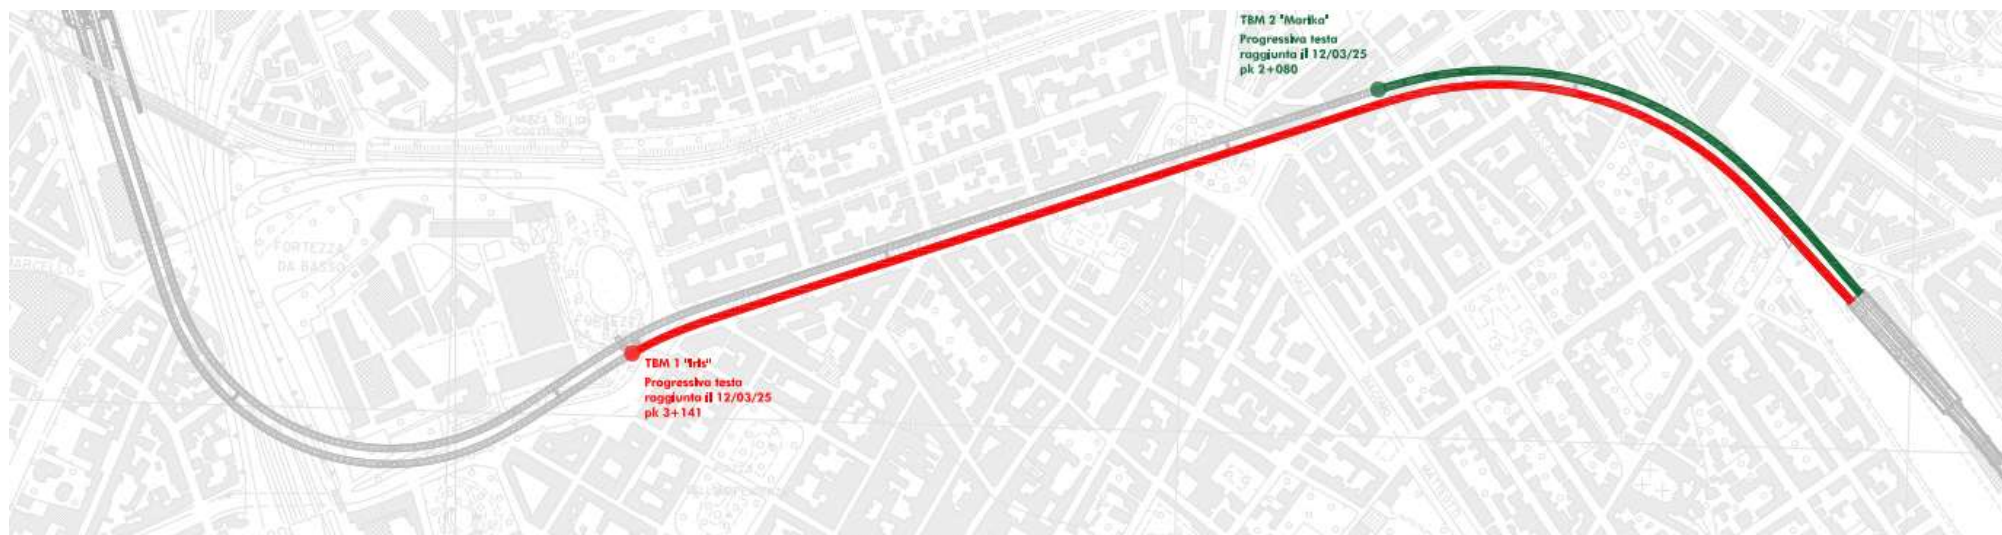 TBM 2 "Marika"
Progressiva testa
raggiunta il 12/03/25
pk 2+080
FORTEZZA
DA BASSO
TBM 1 "Iris"
Progressiva testa
raggiunta il 12/03/25
pk 3+141